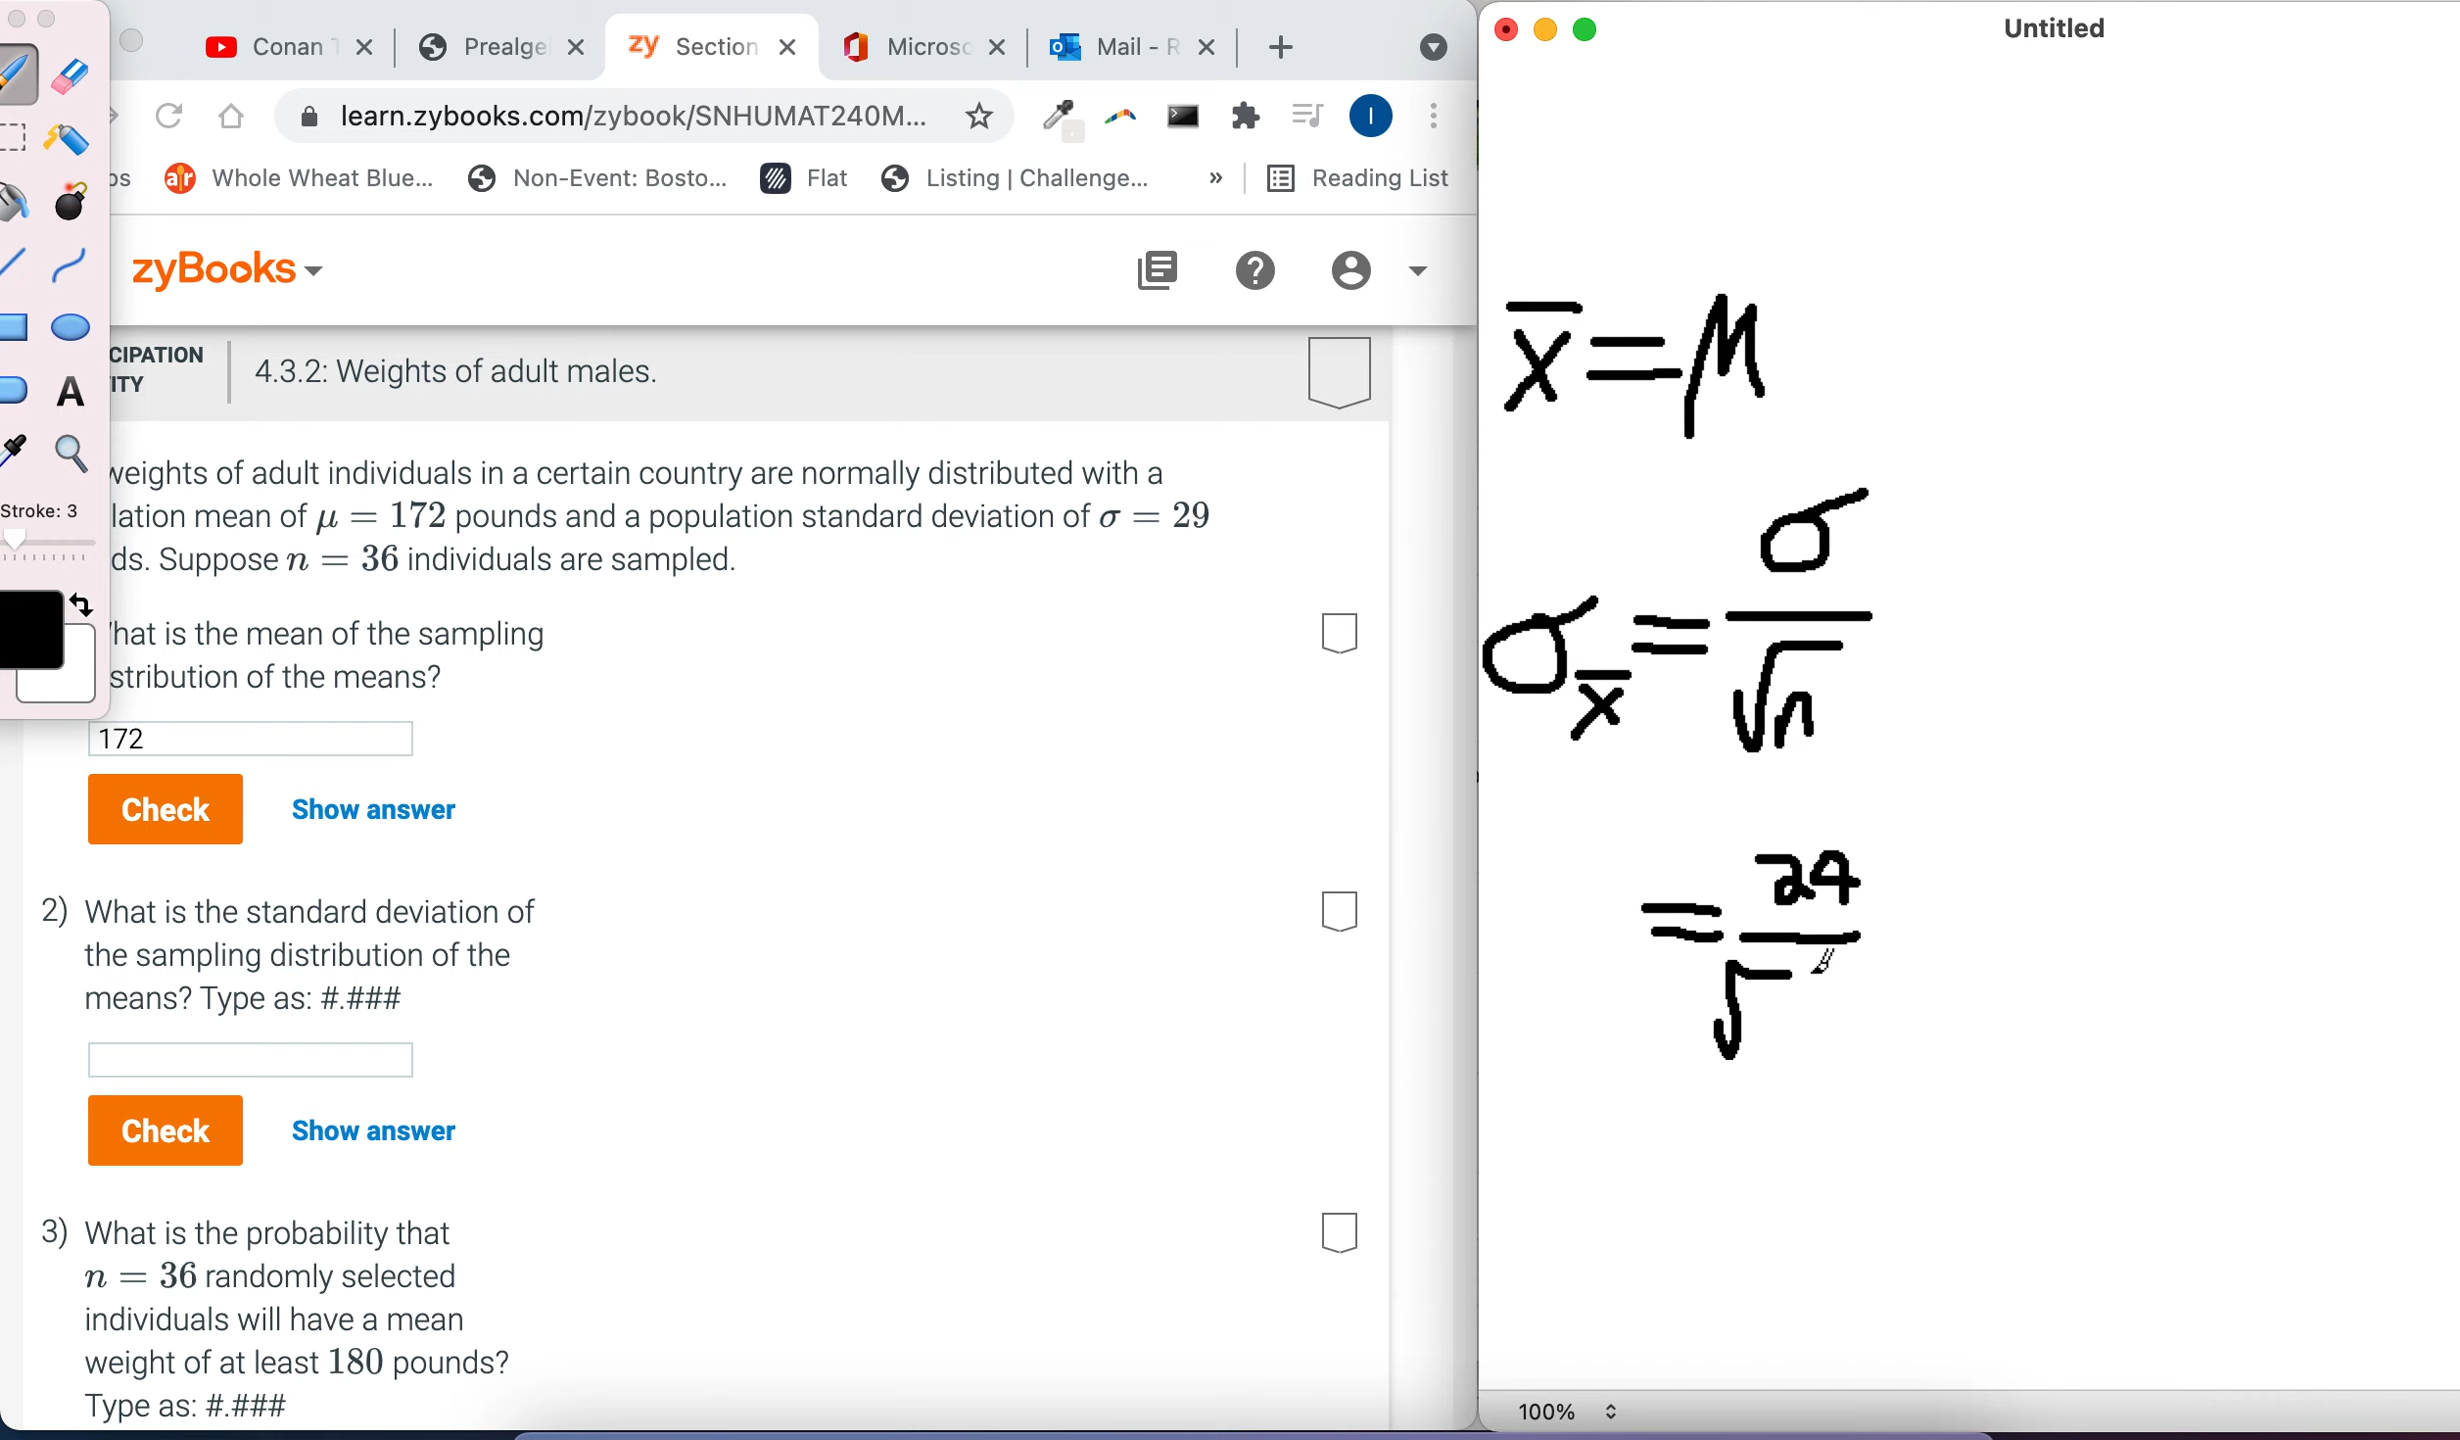 Conan
Prealge
Section
Microsc
Mail - R
learn.zybooks.com/zybook/SNHUMAT240M...
os
Whole Wheat Blue...
Non-Event: Bosto...
Flat
Listing | Challenge...
»
Reading List
zyBooks
CIPATION
ITY
4.3.2: Weights of adult males.
weights of adult individuals in a certain country are normally distributed with a
lation mean of μ = 172 pounds and a population standard deviation of σ = 29
ds. Suppose n = 36 individuals are sampled.
hat is the mean of the sampling
stribution of the means?
172
Check
Show answer
2) What is the standard deviation of
the sampling distribution of the
means? Type as: #.###
Check
Show answer
3) What is the probability that
n = 36 randomly selected
individuals will have a mean
weight of at least 180 pounds?
Type as: #.###
A
Stroke: 3
Untitled
x̄ = μ
σx̄ = σ/√n
= 29/√
100%